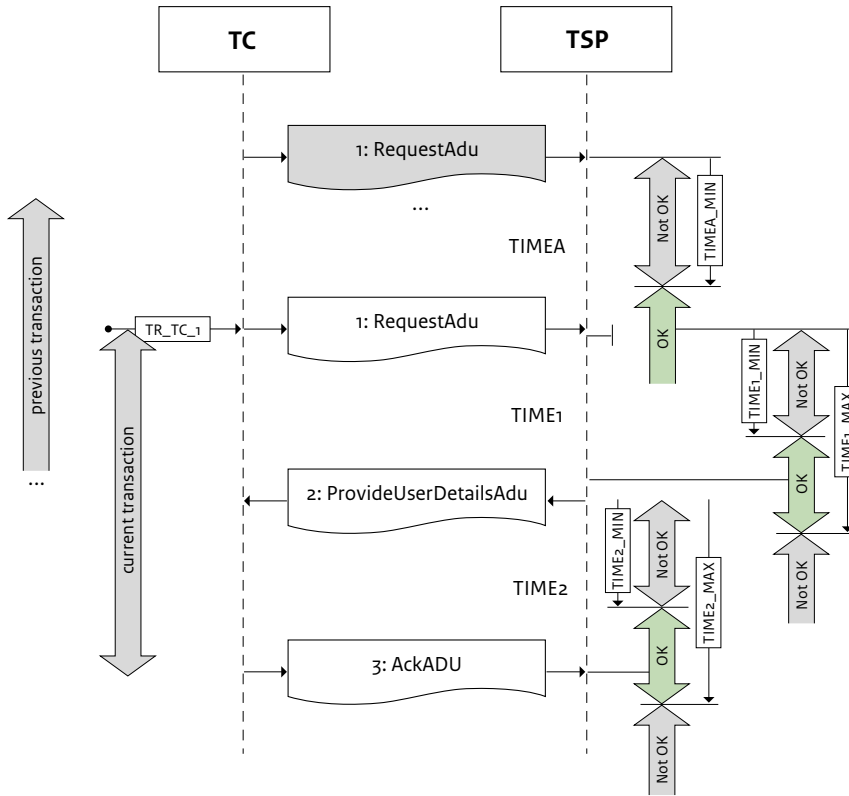 TC
TSP
1: RequestAdu
...
TIMEA
Not OK
TIMEA_MIN
OK
previous transaction
...
TR_TC_1
1: RequestAdu
current transaction
TIME1
TIME1_MIN
Not OK
TIME1_MAX
OK
Not OK
2: ProvideUserDetailsAdu
TIME2
TIME2_MIN
Not OK
TIME2_MAX
OK
Not OK
3: AckADU